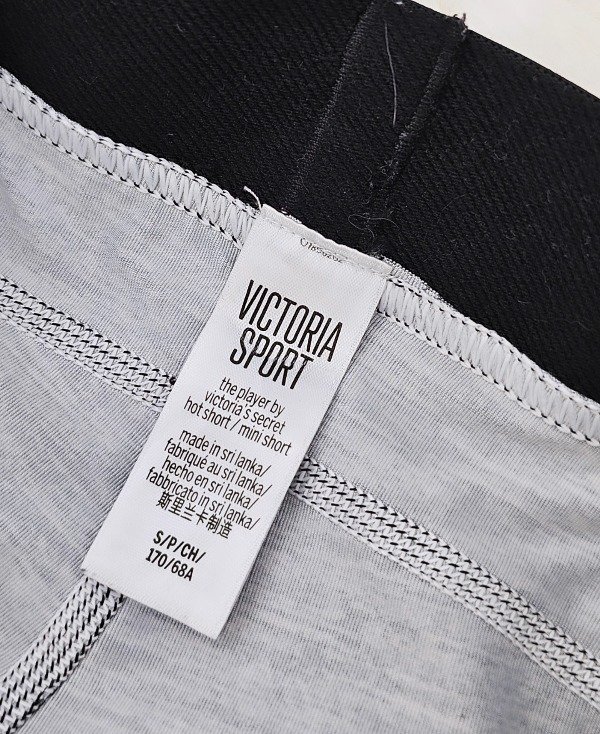 VICTORIA
SPORT
the player by
victoria's secret
hot short / mini short
made in sri lanka/
fabriqué au sri lanka/
hecho en sri lanka/
fabbricato in sri lanka/
斯里兰卡制造
S/P/CH/
170/68A